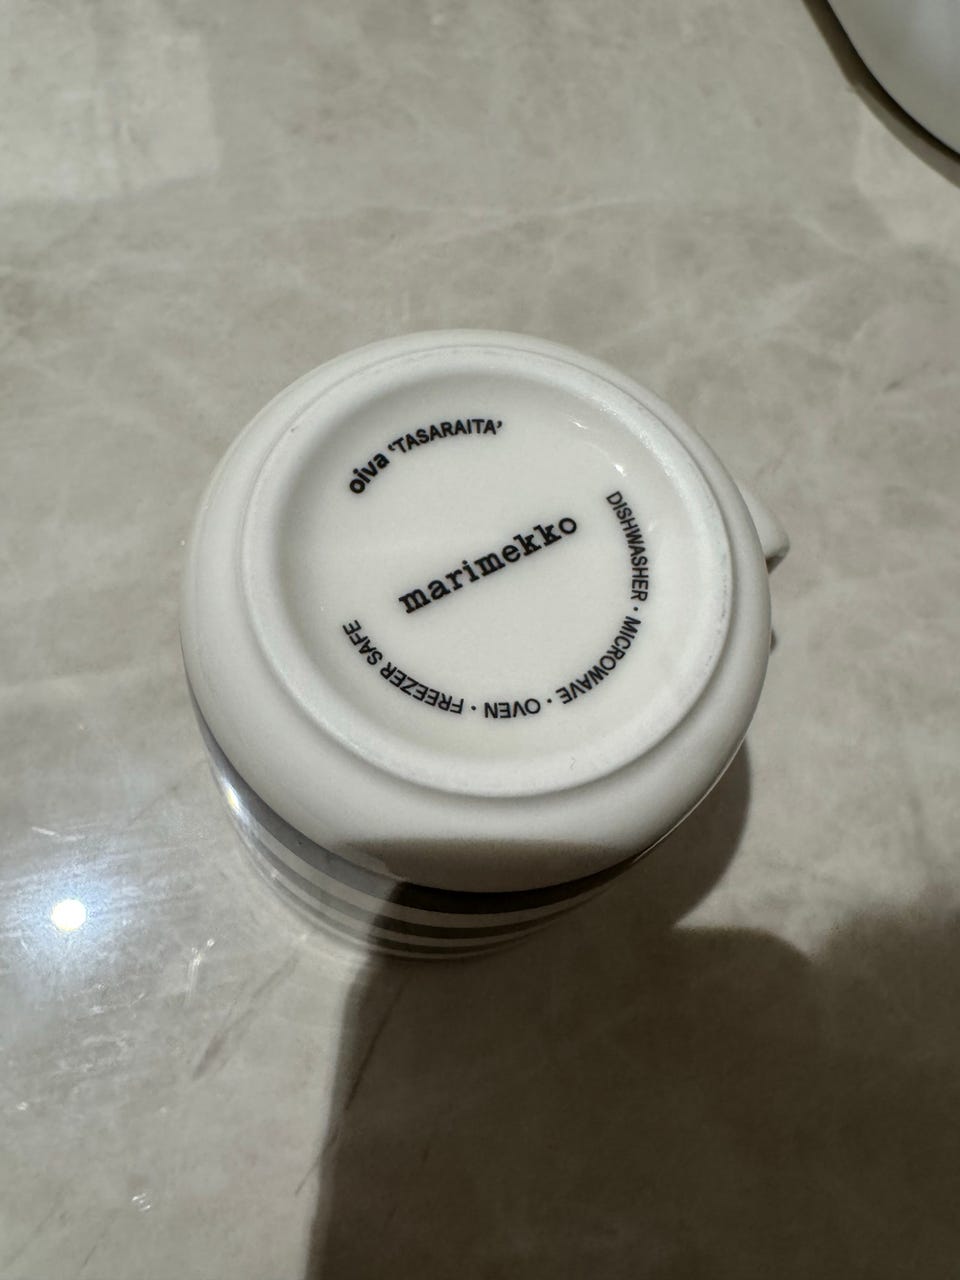 oiva ‘TASARAITA’
marimekko
DISHWASHER · MICROWAVE · OVEN · FREEZER SAFE